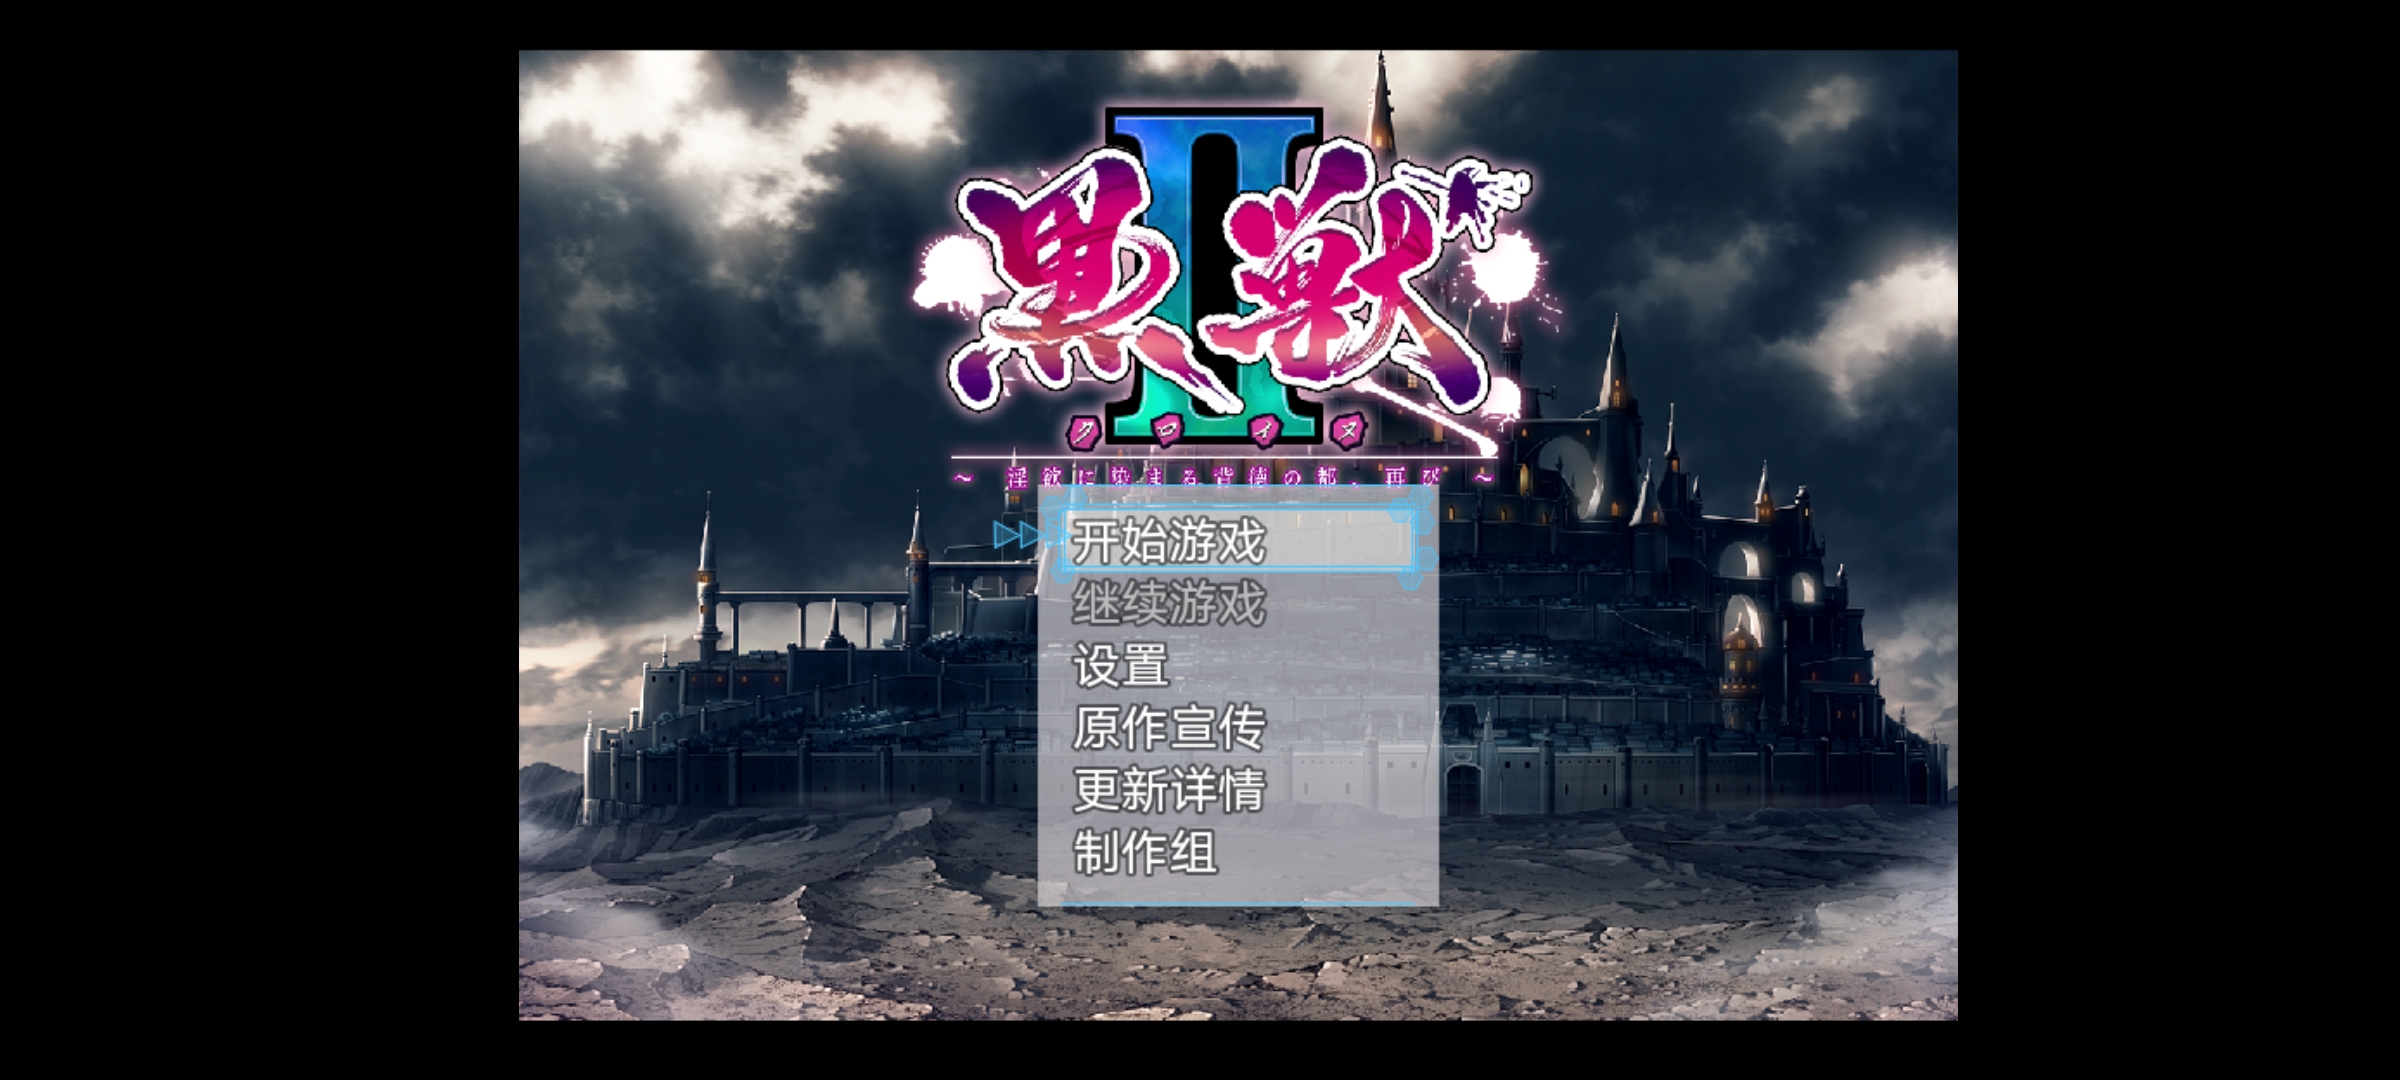 II
黒獣
クロイヌ
～ 淫欲に染まる背徳の都、再び ～
开始游戏
继续游戏
设置
原作宣传
更新详情
制作组